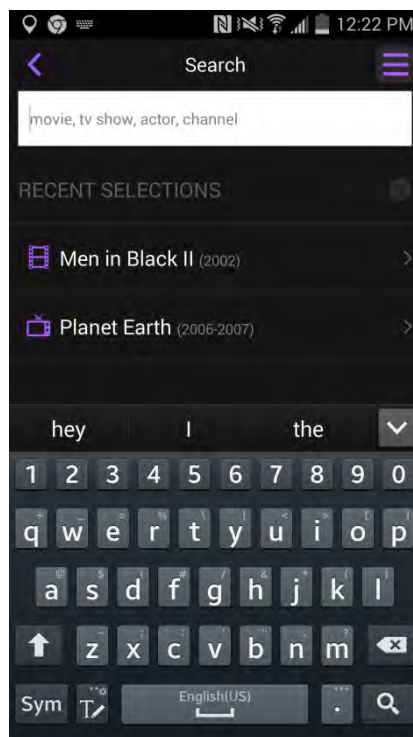 12:22 PM
Search
movie, tv show, actor, channel
RECENT SELECTIONS
Men in Black II (2002)
Planet Earth (2006-2007)
hey I the
1 2 3 4 5 6 7 8 9 0
q w e r t y u i o p
a s d f g h j k l
z x c v b n m
Sym English(US) .